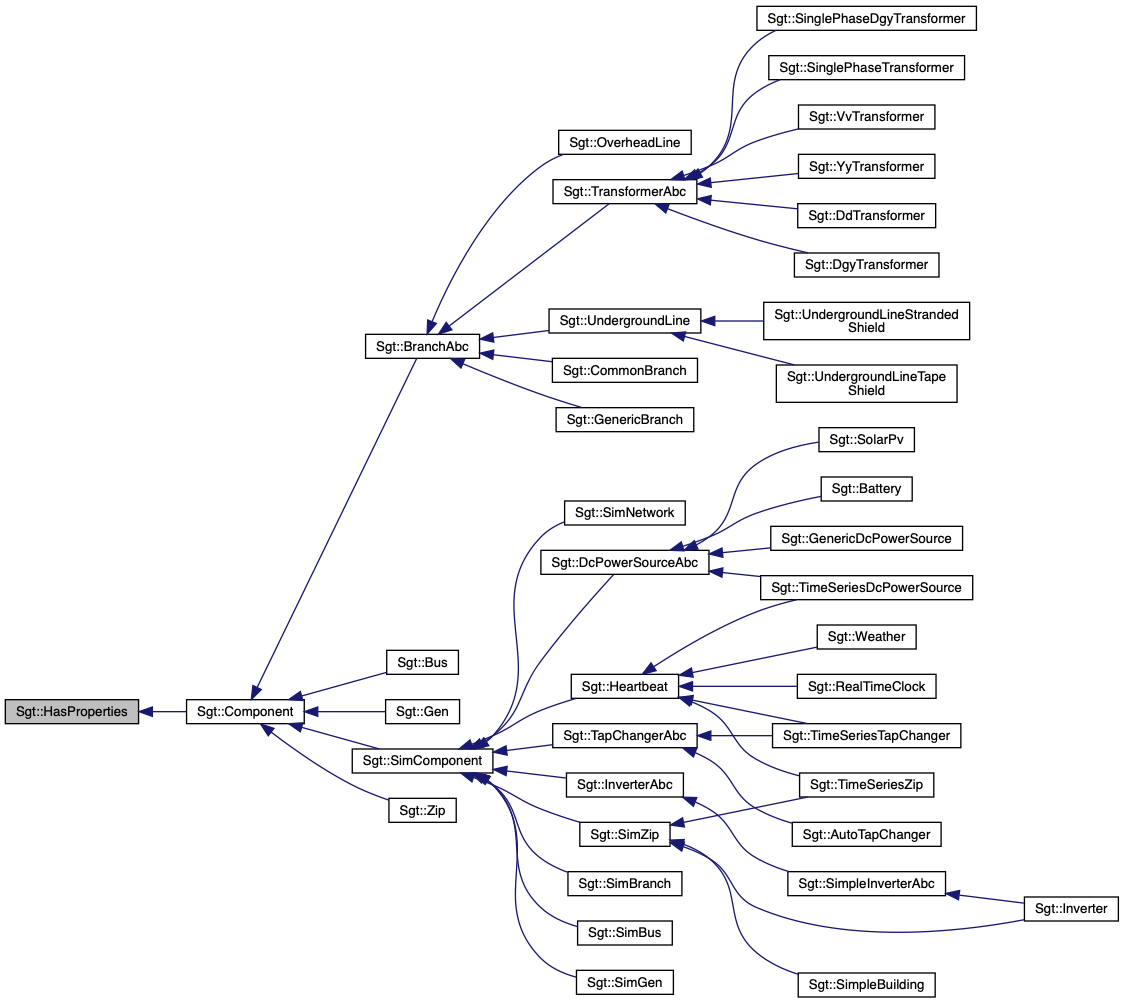 Sgt::SinglePhaseDgyTransformer
Sgt::SinglePhaseTransformer
Sgt::VvTransformer
Sgt::OverheadLine
Sgt::YyTransformer
Sgt::TransformerAbc
Sgt::DdTransformer
Sgt::DgyTransformer
Sgt::UndergroundLine
Sgt::UndergroundLineStranded
Shield
Sgt::BranchAbc
Sgt::CommonBranch
Sgt::UndergroundLineTape
Shield
Sgt::GenericBranch
Sgt::SolarPv
Sgt::Battery
Sgt::SimNetwork
Sgt::GenericDcPowerSource
Sgt::DcPowerSourceAbc
Sgt::TimeSeriesDcPowerSource
Sgt::Weather
Sgt::Bus
Sgt::Heartbeat
Sgt::RealTimeClock
Sgt::HasProperties
Sgt::Component
Sgt::Gen
Sgt::TapChangerAbc
Sgt::TimeSeriesTapChanger
Sgt::SimComponent
Sgt::InverterAbc
Sgt::TimeSeriesZip
Sgt::Zip
Sgt::SimZip
Sgt::AutoTapChanger
Sgt::SimBranch
Sgt::SimpleInverterAbc
Sgt::Inverter
Sgt::SimBus
Sgt::SimGen
Sgt::SimpleBuilding